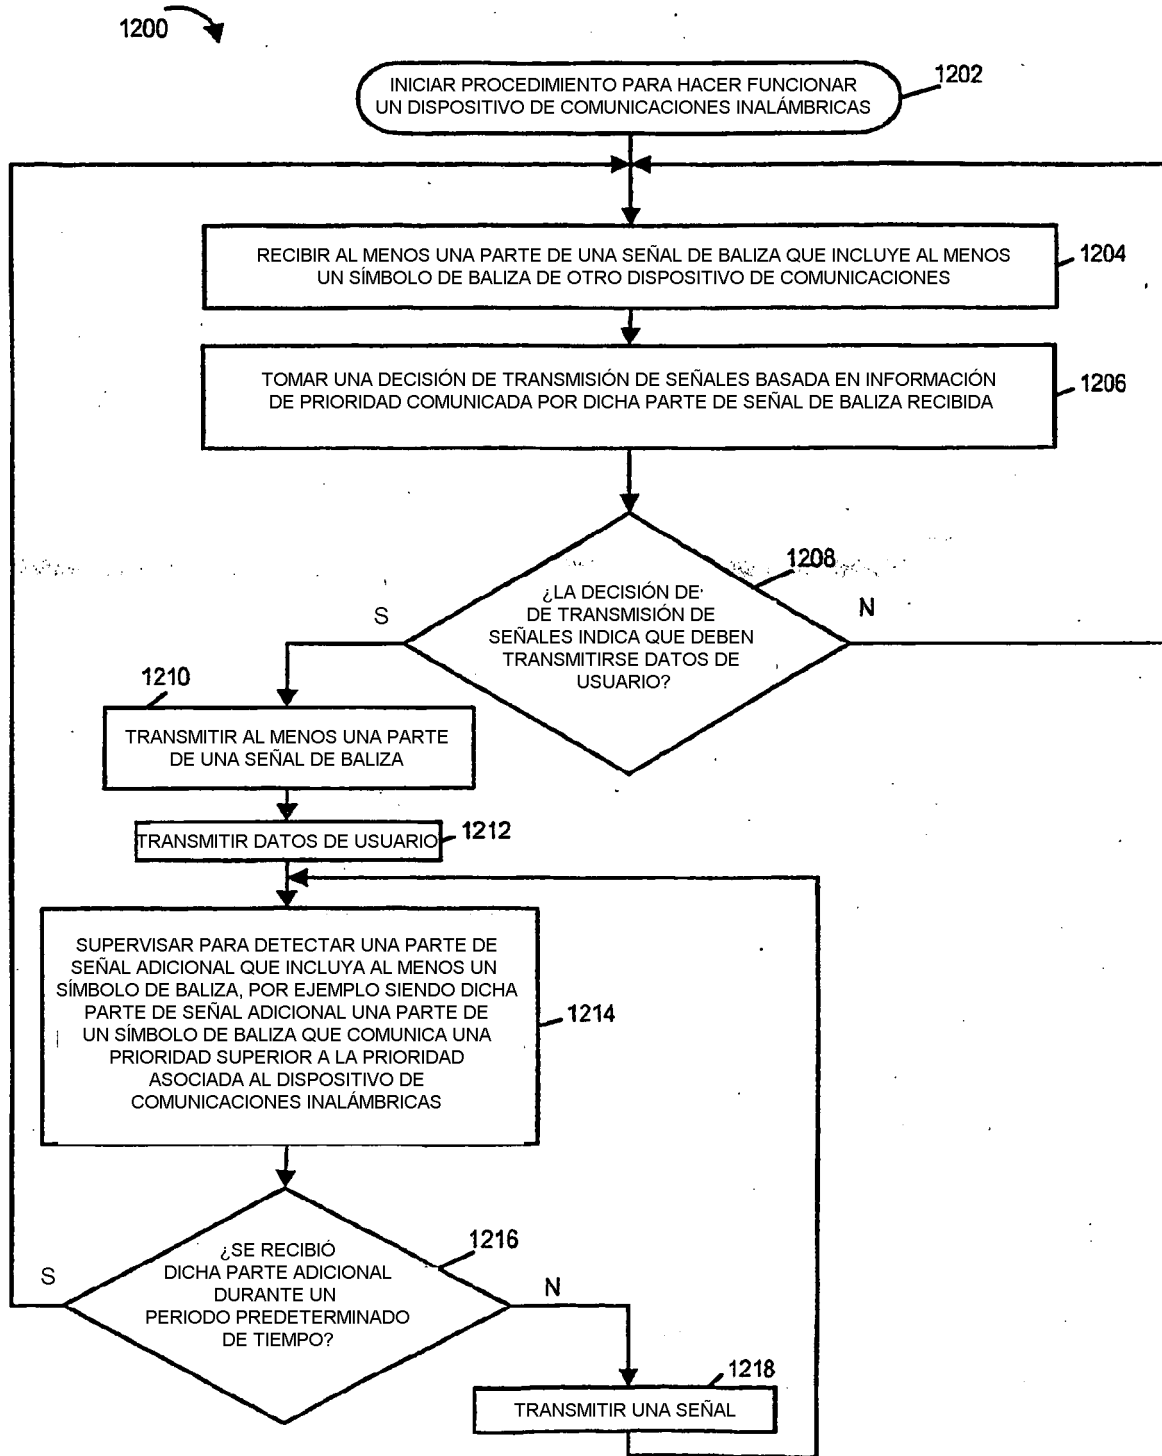 1200
INICIAR PROCEDIMIENTO PARA HACER FUNCIONAR
UN DISPOSITIVO DE COMUNICACIONES INALÁMBRICAS
1202
RECIBIR AL MENOS UNA PARTE DE UNA SEÑAL DE BALIZA QUE INCLUYE AL MENOS
UN SÍMBOLO DE BALIZA DE OTRO DISPOSITIVO DE COMUNICACIONES
1204
TOMAR UNA DECISIÓN DE TRANSMISIÓN DE SEÑALES BASADA EN INFORMACIÓN
DE PRIORIDAD COMUNICADA POR DICHA PARTE DE SEÑAL DE BALIZA RECIBIDA
1206
¿LA DECISIÓN DE
DE TRANSMISIÓN DE
SEÑALES INDICA QUE DEBEN
TRANSMITIRSE DATOS DE
USUARIO?
1208
S
N
1210
TRANSMITIR AL MENOS UNA PARTE
DE UNA SEÑAL DE BALIZA
TRANSMITIR DATOS DE USUARIO
1212
SUPERVISAR PARA DETECTAR UNA PARTE DE
SEÑAL ADICIONAL QUE INCLUYA AL MENOS UN
SÍMBOLO DE BALIZA, POR EJEMPLO SIENDO DICHA
PARTE DE SEÑAL ADICIONAL UNA PARTE DE
UN SÍMBOLO DE BALIZA QUE COMUNICA UNA
PRIORIDAD SUPERIOR A LA PRIORIDAD
ASOCIADA AL DISPOSITIVO DE
COMUNICACIONES INALÁMBRICAS
1214
¿SE RECIBIÓ
DICHA PARTE ADICIONAL
DURANTE UN
PERIODO PREDETERMINADO
DE TIEMPO?
1216
S
N
1218
TRANSMITIR UNA SEÑAL